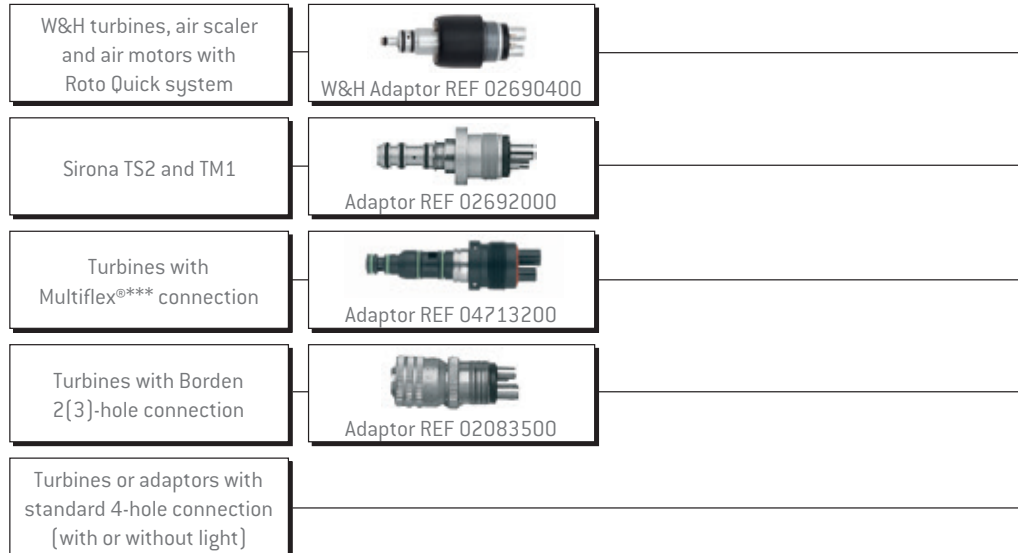 W&H turbines, air scaler
and air motors with
Roto Quick system
W&H Adaptor REF 02690400
Sirona TS2 and TM1
Adaptor REF 02692000
Turbines with
Multiflex®*** connection
Adaptor REF 04713200
Turbines with Borden
2(3)-hole connection
Adaptor REF 02083500
Turbines or adaptors with
standard 4-hole connection
(with or without light)